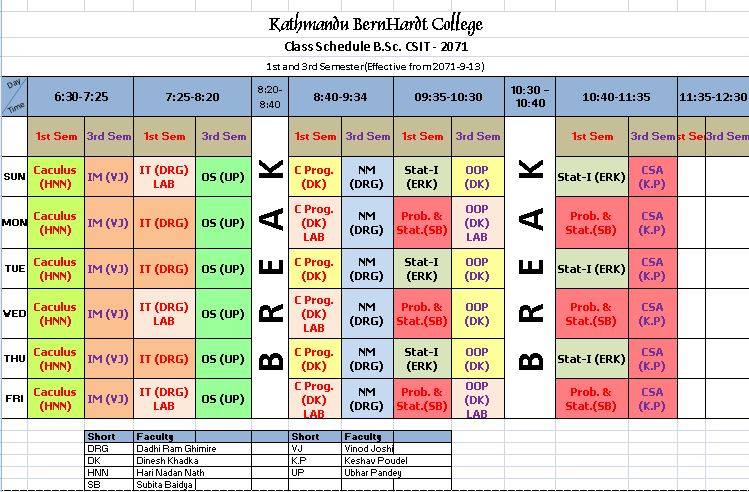 Kathmandu BernHardt College
Class Schedule B.Sc. CSIT - 2071
1st and 3rd Semester(Effective from 2071-9-13)
Day Time 6:30-7:25 7:25-8:20 8:20-8:40 8:40-9:34 09:35-10:30 10:30 – 10:40 10:40-11:35 11:35-12:30
1st Sem 3rd Sem 1st Sem 3rd Sem 1st Sem 3rd Sem 1st Sem 3rd Sem 1st Sem 3rd Sem st Sem 3rd Sem
BREAK
BREAK
SUN Caculus (HNN) IM (VJ) IT (DRG) LAB OS (UP) C Prog. (DK) NM (DRG) Stat-I (ERK) OOP (DK) Stat-I (ERK) CSA (K.P)
MON Caculus (HNN) IM (VJ) IT (DRG) OS (UP) C Prog. (DK) LAB NM (DRG) Prob. & Stat.(SB) OOP (DK) LAB Prob. & Stat.(SB) CSA (K.P)
TUE Caculus (HNN) IM (VJ) IT (DRG) OS (UP) C Prog. (DK) NM (DRG) Stat-I (ERK) OOP (DK) Stat-I (ERK) CSA (K.P)
WED Caculus (HNN) IM (VJ) IT (DRG) LAB OS (UP) C Prog. (DK) LAB NM (DRG) Prob. & Stat.(SB) OOP (DK) Prob. & Stat.(SB) CSA (K.P)
THU Caculus (HNN) IM (VJ) IT (DRG) OS (UP) C Prog. (DK) NM (DRG) Stat-I (ERK) OOP (DK) Stat-I (ERK) CSA (K.P)
FRI Caculus (HNN) IM (VJ) IT (DRG) LAB OS (UP) C Prog. (DK) LAB NM (DRG) Prob. & Stat.(SB) OOP (DK) LAB Prob. & Stat.(SB) CSA (K.P)
Short Faculty Short Faculty
DRG Dadhi Ram Ghimire VJ Vinod Joshi
DK Dinesh Khadka K.P Keshav Poudel
HNN Hari Nadan Nath UP Ubhar Pandey
SB Subita Baidya